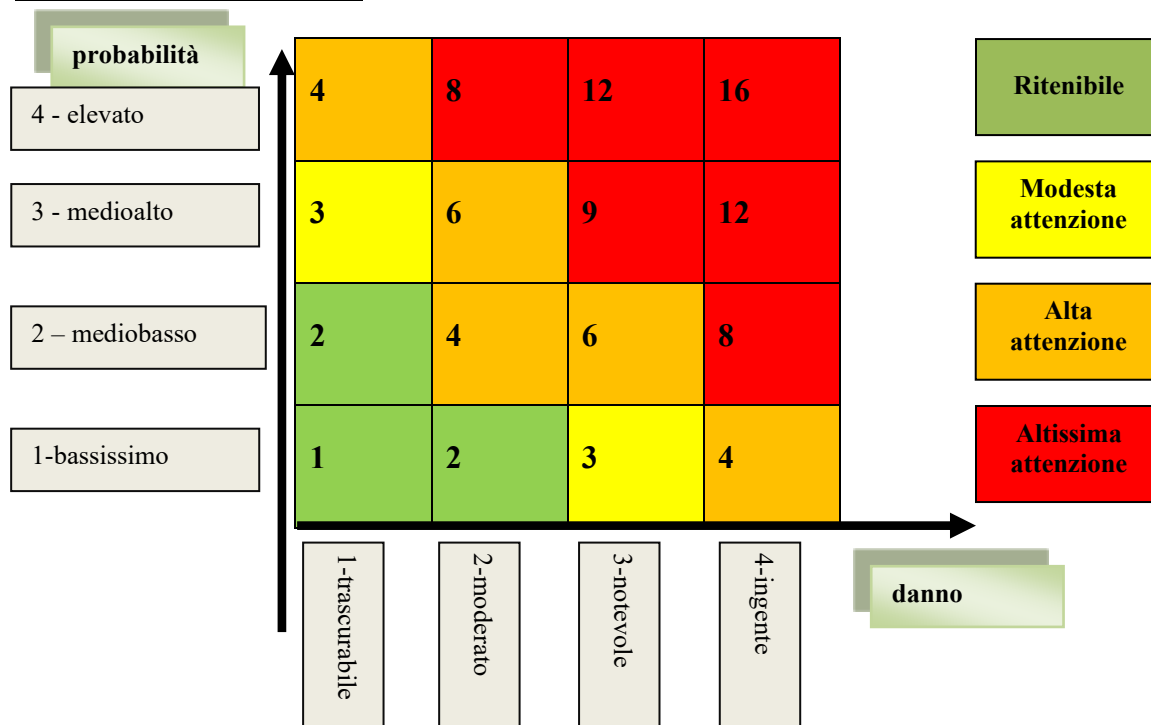 probabilità
4 - elevato
4
8
12
16
Ritenibile
3 - medioalto
3
6
9
12
Modesta
attenzione
2 – mediobasso
2
4
6
8
Alta
attenzione
1-bassissimo
1
2
3
4
Altissima
attenzione
1-trascurabile
2-moderato
3-notevole
4-ingente
danno